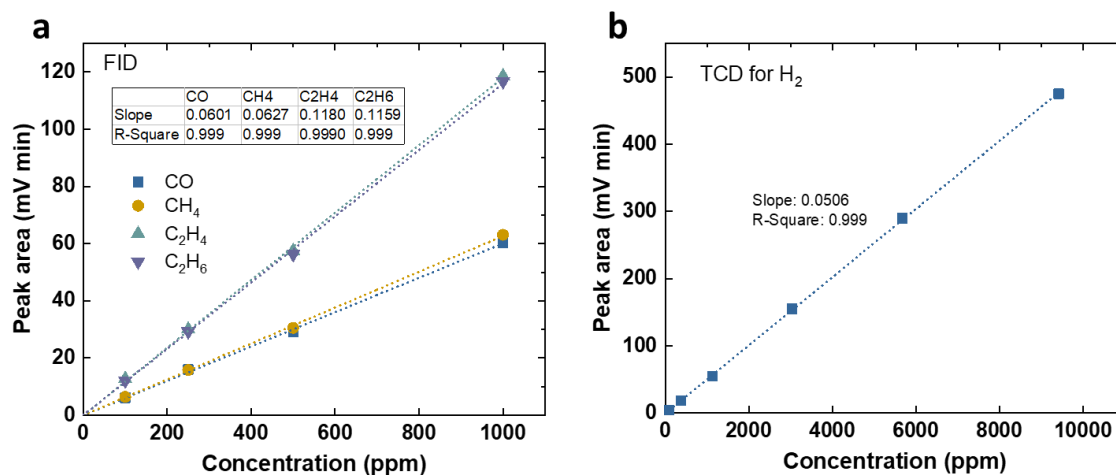 a
FID
CO CH4 C2H4 C2H6
Slope 0.0601 0.0627 0.1180 0.1159
R-Square 0.999 0.999 0.9990 0.999
CO
CH₄
C₂H₄
C₂H₆
120
100
80
60
40
20
0
0 200 400 600 800 1000
Peak area (mV min)
Concentration (ppm)
b
TCD for H₂
Slope: 0.0506
R-Square: 0.999
500
400
300
200
100
0
0 2000 4000 6000 8000 10000
Peak area (mV min)
Concentration (ppm)